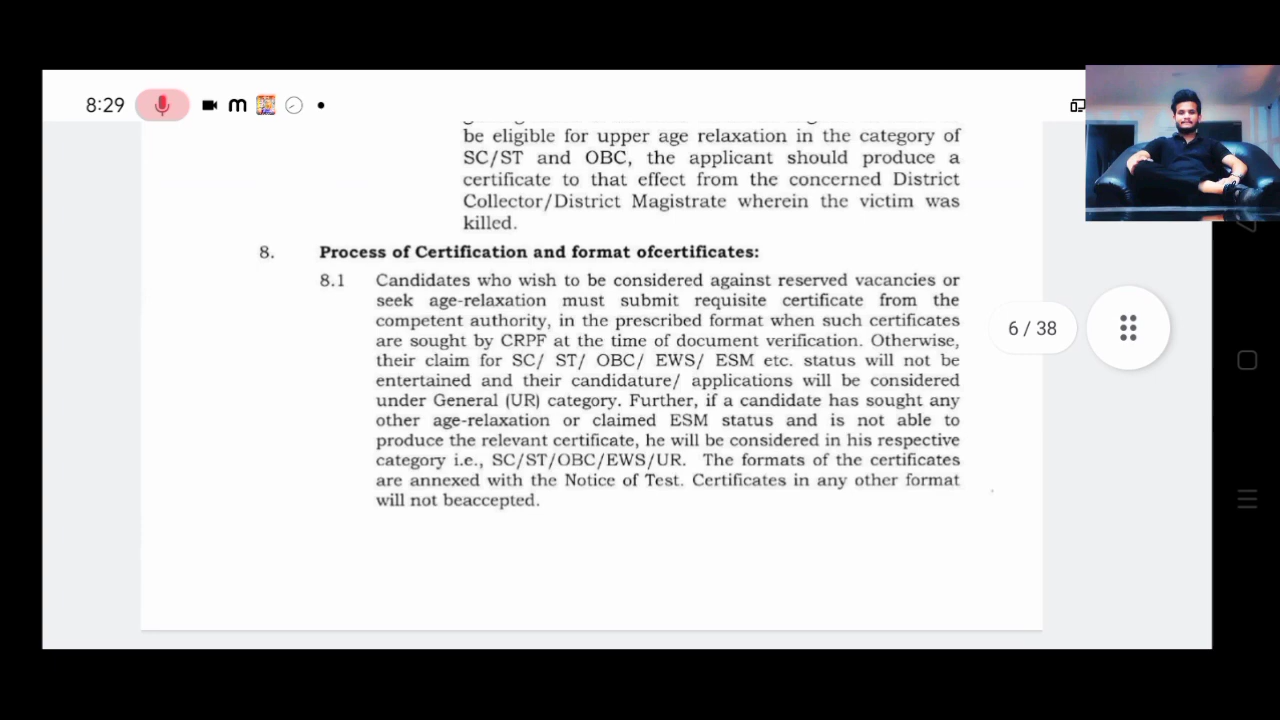 8:29 m
be eligible for upper age relaxation in the category of
SC/ST and OBC, the applicant should produce a
certificate to that effect from the concerned District
Collector/District Magistrate wherein the victim was
killed.
8. Process of Certification and format ofcertificates:
8.1 Candidates who wish to be considered against reserved vacancies or
seek age-relaxation must submit requisite certificate from the
competent authority, in the prescribed format when such certificates
are sought by CRPF at the time of document verification. Otherwise,
their claim for SC/ ST/ OBC/ EWS/ ESM etc. status will not be
entertained and their candidature/ applications will be considered
under General (UR) category. Further, if a candidate has sought any
other age-relaxation or claimed ESM status and is not able to
produce the relevant certificate, he will be considered in his respective
category i.e., SC/ST/OBC/EWS/UR. The formats of the certificates
are annexed with the Notice of Test. Certificates in any other format
will not beaccepted.
6 / 38